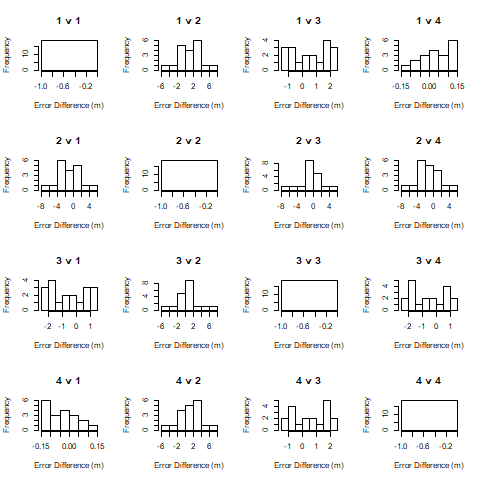 1 v 1 1 v 2 1 v 3 1 v 4
Frequency 0 10 Frequency 0 3 6 Frequency 0 2 4 Frequency 0 3 6
-1.0 -0.6 -0.2 -6 -2 2 6 -1 0 1 2 -0.15 0.00 0.15
Error Difference (m) Error Difference (m) Error Difference (m) Error Difference (m)
2 v 1 2 v 2 2 v 3 2 v 4
Frequency 0 3 6 Frequency 0 10 Frequency 0 4 8 Frequency 0 3 6
-8 -4 0 4 -1.0 -0.6 -0.2 -8 -4 0 4 -8 -4 0 4
Error Difference (m) Error Difference (m) Error Difference (m) Error Difference (m)
3 v 1 3 v 2 3 v 3 3 v 4
Frequency 0 2 4 Frequency 0 4 8 Frequency 0 10 Frequency 0 2 4
-2 -1 0 1 -6 -2 2 6 -1.0 -0.6 -0.2 -2 -1 0 1
Error Difference (m) Error Difference (m) Error Difference (m) Error Difference (m)
4 v 1 4 v 2 4 v 3 4 v 4
Frequency 0 3 6 Frequency 0 3 6 Frequency 0 2 4 Frequency 0 10
-0.15 0.00 0.15 -6 -2 2 6 -1 0 1 2 -1.0 -0.6 -0.2
Error Difference (m) Error Difference (m) Error Difference (m) Error Difference (m)